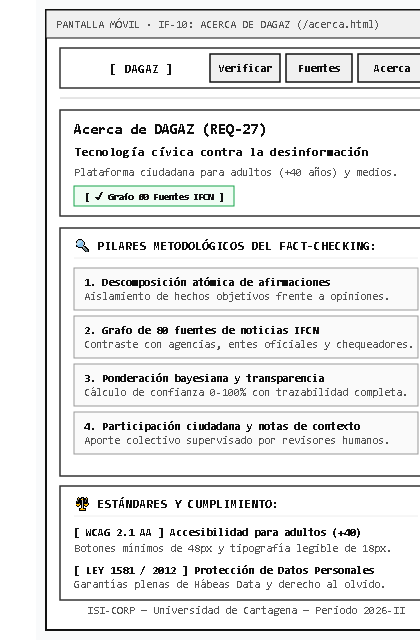 PANTALLA MÓVIL · IF-10: ACERCA DE DAGAZ (/acerca.html)
[ DAGAZ ] Verificar Fuentes Acerca
Acerca de DAGAZ (REQ-27)
Tecnología cívica contra la desinformación
Plataforma ciudadana para adultos (+40 años) y medios.
[ ✓ Grafo 80 Fuentes IFCN ]
🔍 PILARES METODOLÓGICOS DEL FACT-CHECKING:
1. Descomposición atómica de afirmaciones
Aislamiento de hechos objetivos frente a opiniones.
2. Grafo de 80 fuentes de noticias IFCN
Contraste con agencias, entes oficiales y chequeadores.
3. Ponderación bayesiana y transparencia
Cálculo de confianza 0-100% con trazabilidad completa.
4. Participación ciudadana y notas de contexto
Aporte colectivo supervisado por revisores humanos.
ESTÁNDARES Y CUMPLIMIENTO:
[ WCAG 2.1 AA ] Accesibilidad para adultos (+40)
Botones mínimos de 48px y tipografía legible de 18px.
[ LEY 1581 / 2012 ] Protección de Datos Personales
Garantías plenas de Hábeas Data y derecho al olvido.
ISI-CORP — Universidad de Cartagena — Periodo 2026-II